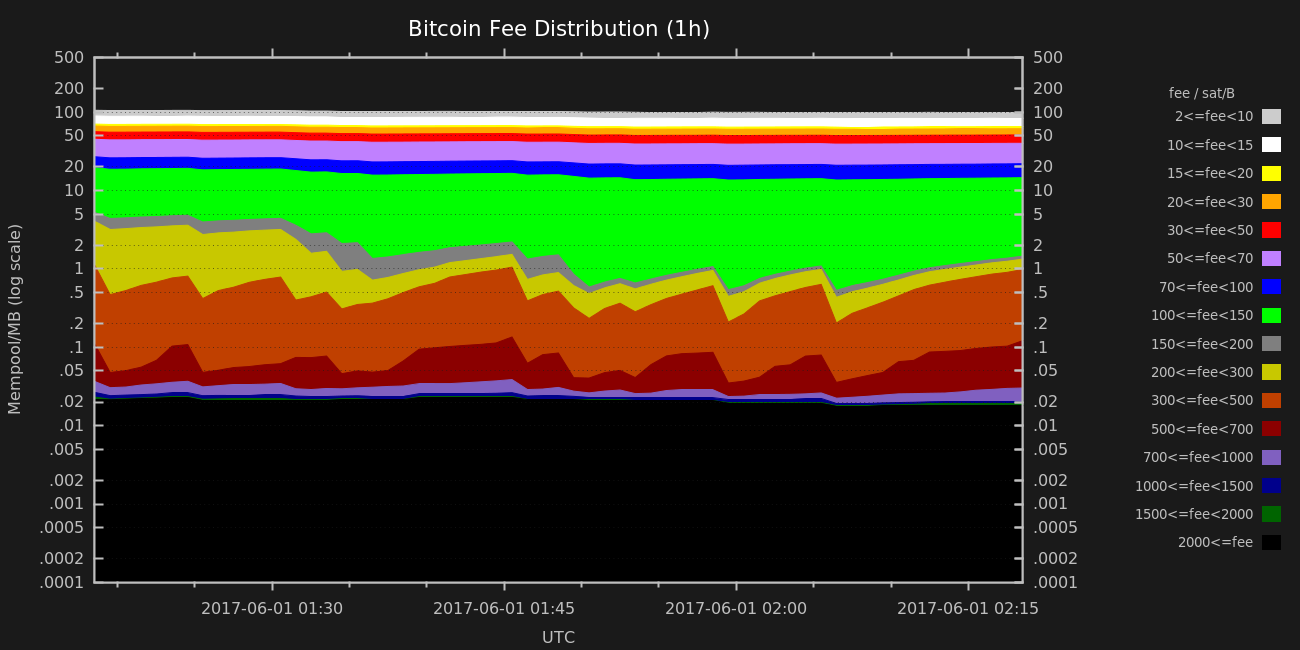 Bitcoin Fee Distribution (1h)
500 500
200 200
100 100
50 50
20 20
10 10
5 5
2 2
1 1
.5 .5
.2 .2
.1 .1
.05 .05
.02 .02
.01 .01
.005 .005
.002 .002
.001 .001
.0005 .0005
.0002 .0002
.0001 .0001
Mempool/MB (log scale)
2017-06-01 01:30 2017-06-01 01:45 2017-06-01 02:00 2017-06-01 02:15
UTC
fee / sat/B
2<=fee<10
10<=fee<15
15<=fee<20
20<=fee<30
30<=fee<50
50<=fee<70
70<=fee<100
100<=fee<150
150<=fee<200
200<=fee<300
300<=fee<500
500<=fee<700
700<=fee<1000
1000<=fee<1500
1500<=fee<2000
2000<=fee